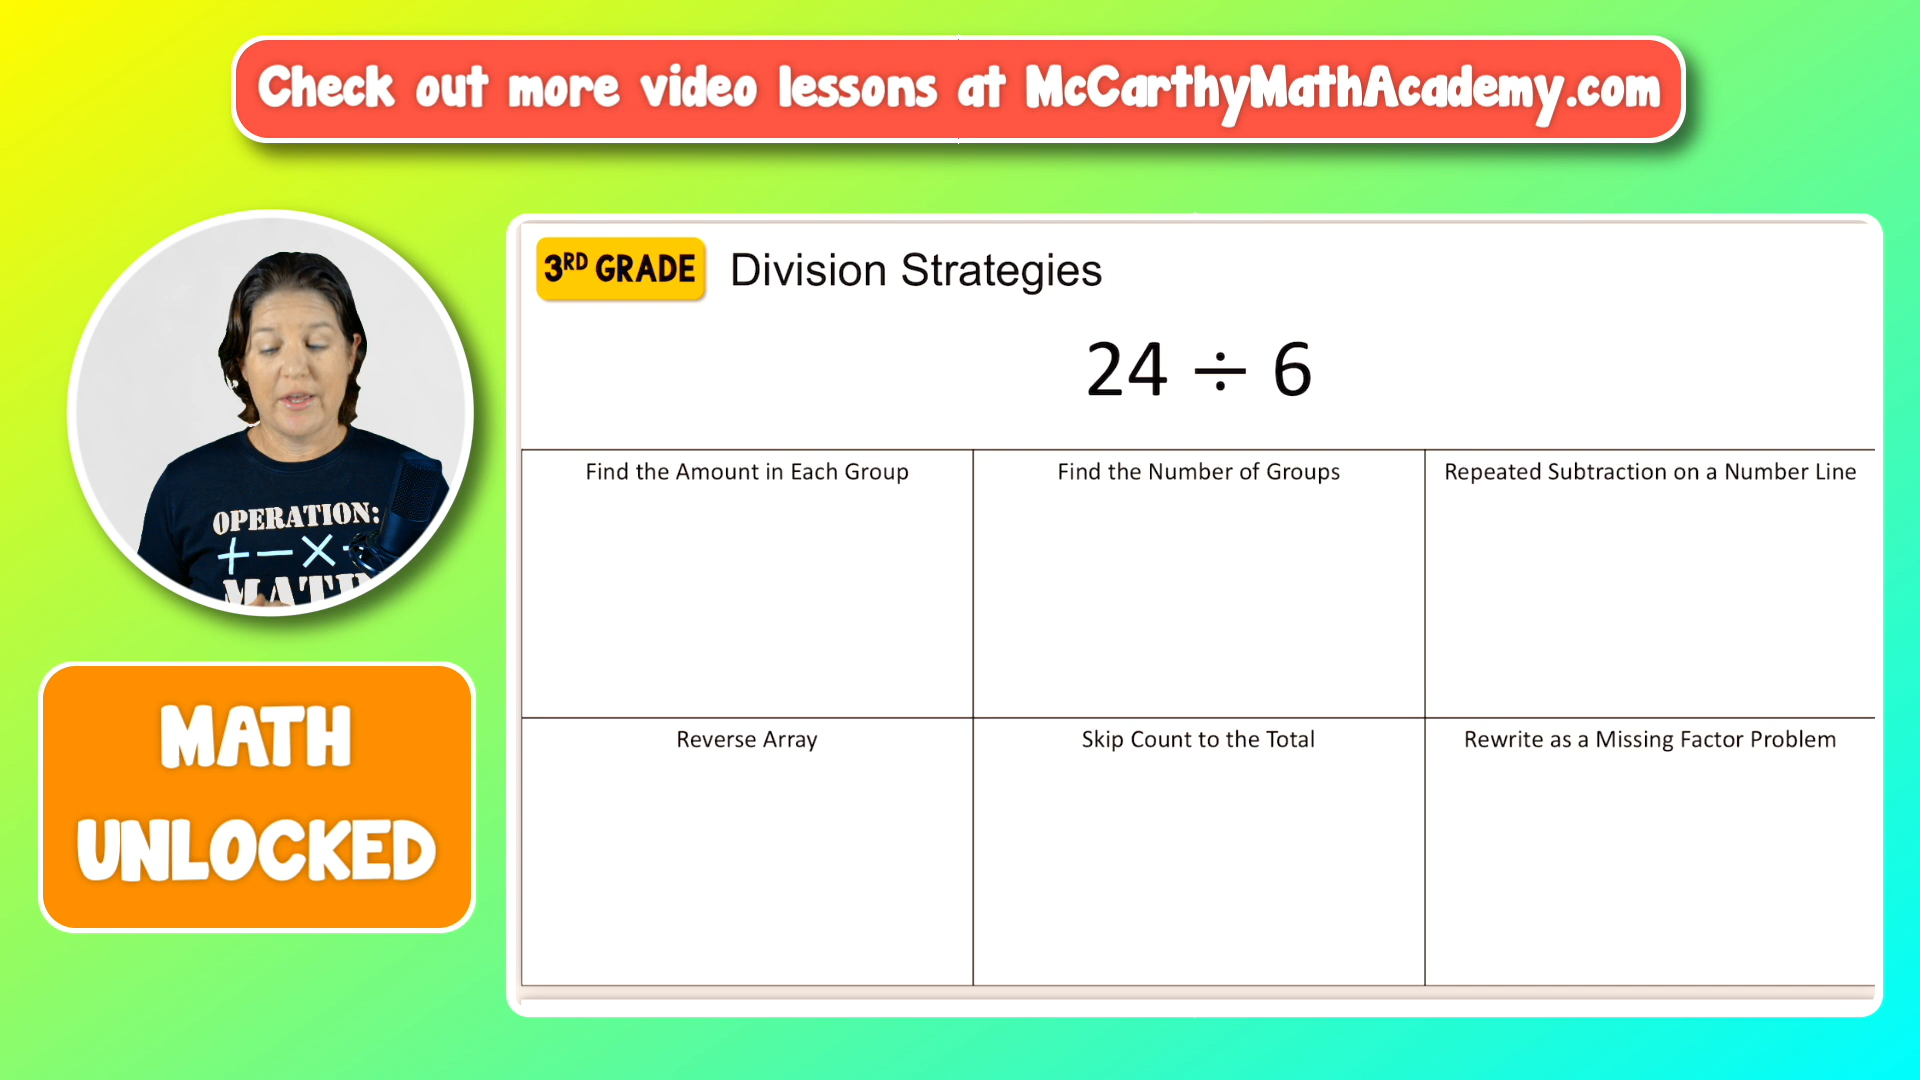 Check out more video lessons at McCarthyMathAcademy.com
3RD GRADE Division Strategies
24 ÷ 6
Find the Amount in Each Group
Find the Number of Groups
Repeated Subtraction on a Number Line
Reverse Array
Skip Count to the Total
Rewrite as a Missing Factor Problem
OPERATION:
+ − ×
MATH
UNLOCKED